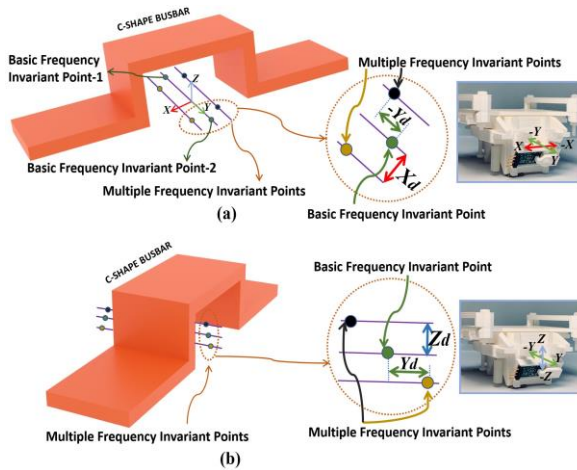 C-SHAPE BUSBAR
Basic Frequency
Invariant Point-1
Z
X
-Y
Basic Frequency Invariant Point-2
Multiple Frequency Invariant Points
(a)
Multiple Frequency Invariant Points
-Yd
Xd
Basic Frequency
Invariant Point
-Y
X
-X
Y
C-SHAPE BUSBAR
Multiple Frequency Invariant Points
(b)
Basic Frequency
Invariant Point
Zd
Yd
Multiple Frequency Invariant Points
Z
-Y
Y
-Z